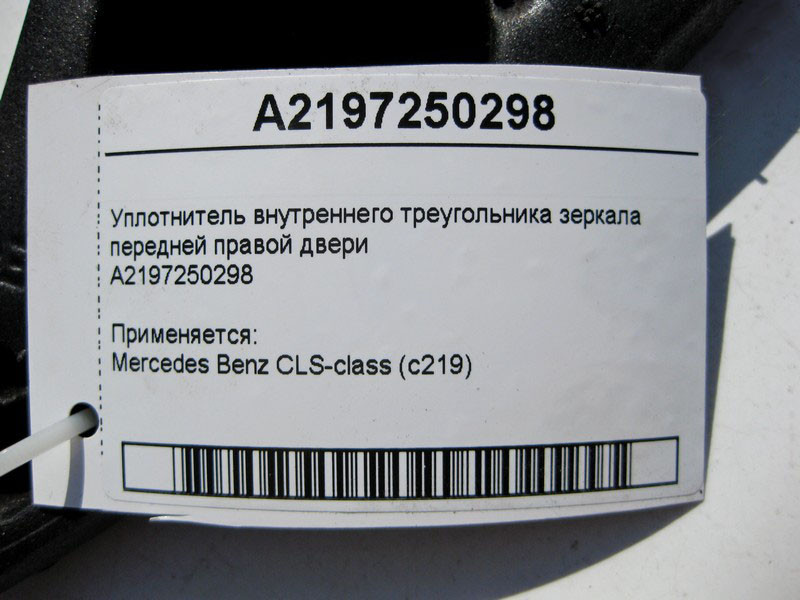 A2197250298
Уплотнитель внутреннего треугольника зеркала
передней правой двери
A2197250298
Применяется:
Mercedes Benz CLS-class (c219)